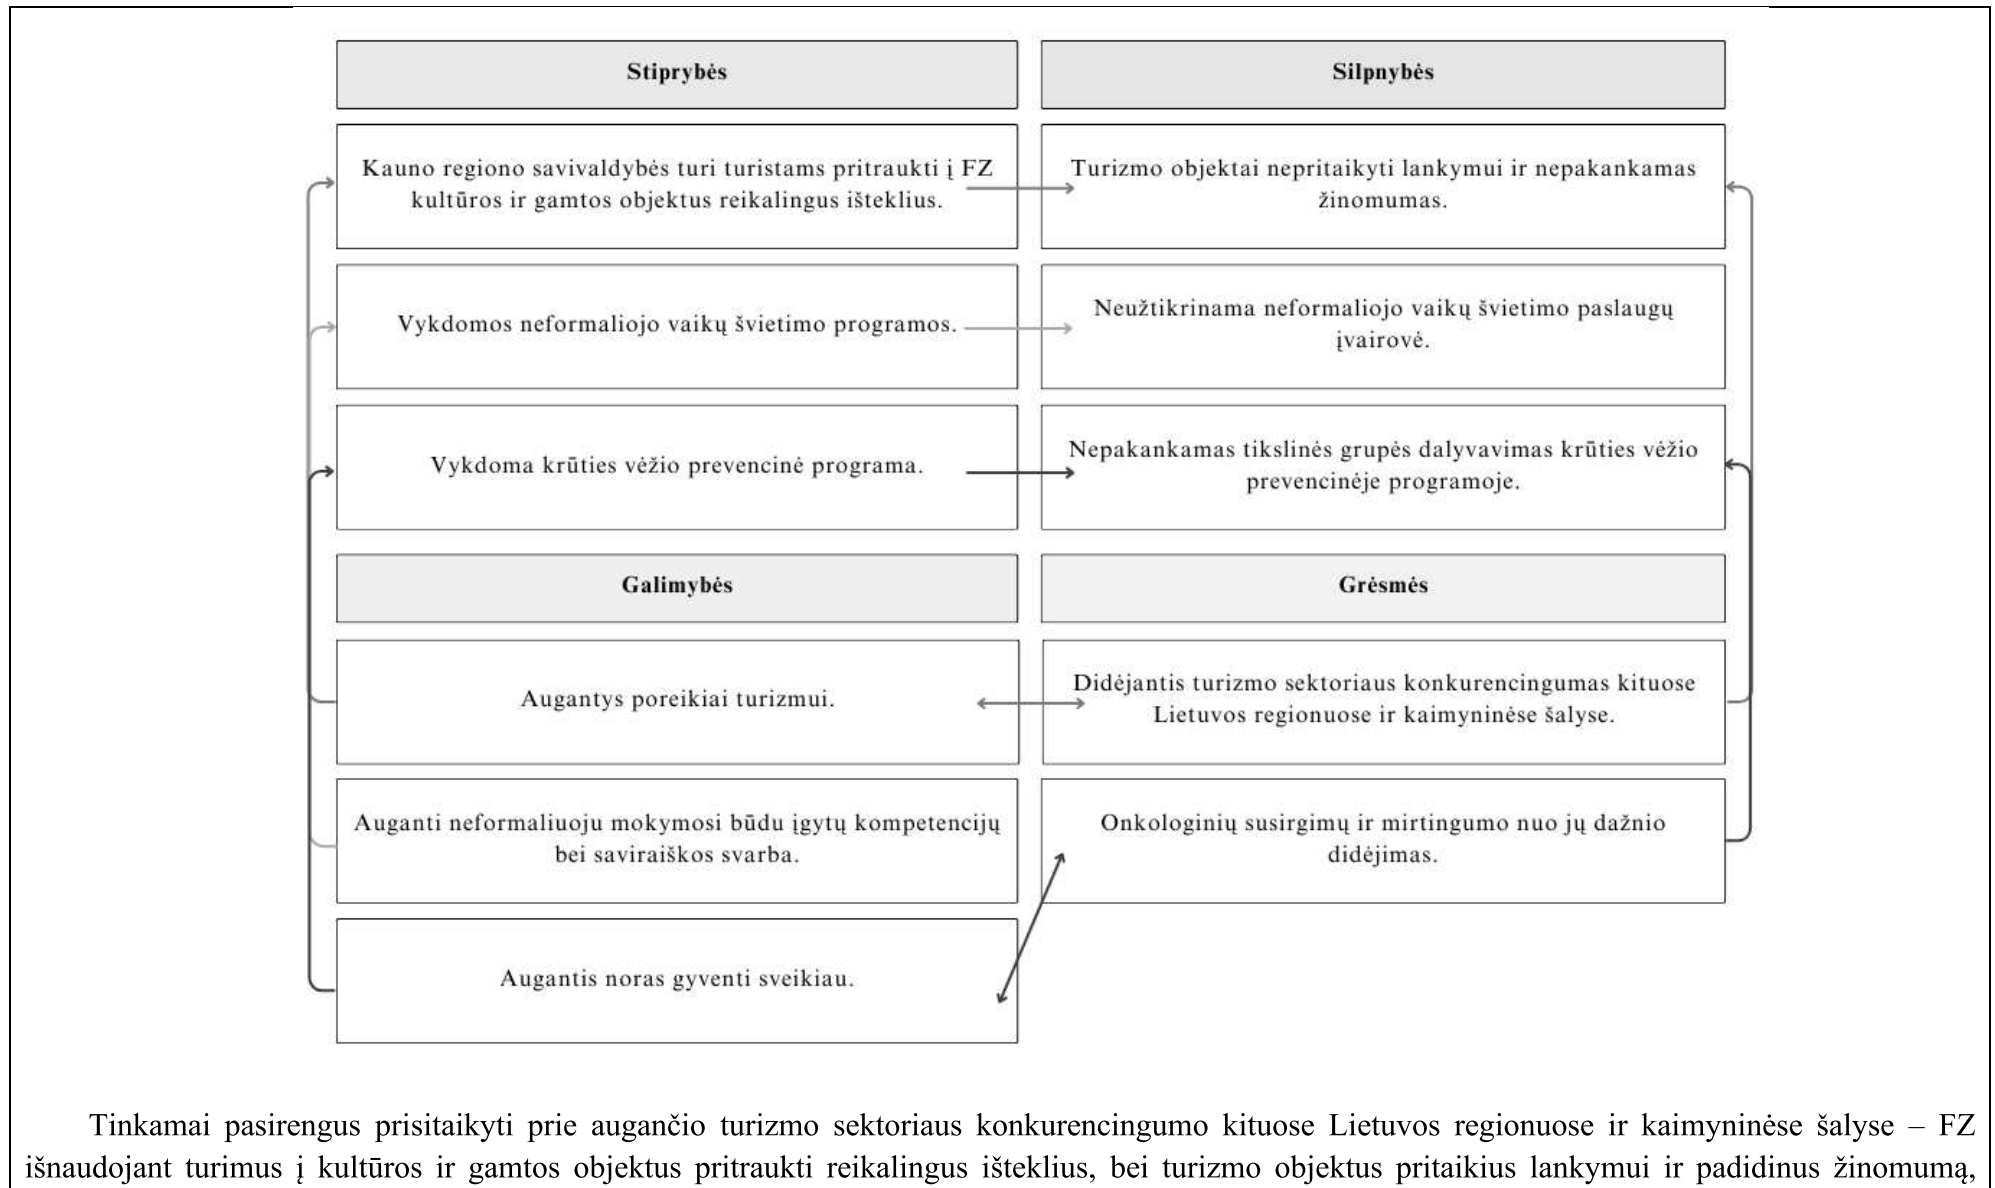 Stiprybės
Silpnybės
Kauno regiono savivaldybės turi turistams pritraukti į FZ
kultūros ir gamtos objektus reikalingus išteklius.
Turizmo objektai nepritaikyti lankymui ir nepakankamas
žinomumas.
Vykdomos neformaliojo vaikų švietimo programos.
Neužtikrinama neformaliojo vaikų švietimo paslaugų
įvairovė.
Vykdoma krūties vėžio prevencinė programa.
Nepakankamas tikslinės grupės dalyvavimas krūties vėžio
prevencinėje programoje.
Galimybės
Grėsmės
Augantys poreikiai turizmui.
Didėjantis turizmo sektoriaus konkurencingumas kituose
Lietuvos regionuose ir kaimyninėse šalyse.
Auganti neformaliuoju mokymosi būdu įgytų kompetencijų
bei saviraiškos svarba.
Onkologinių susirgimų ir mirtingumo nuo jų dažnio
didėjimas.
Augantis noras gyventi sveikiau.
Tinkamai pasirengus prisitaikyti prie augančio turizmo sektoriaus konkurencingumo kituose Lietuvos regionuose ir kaimyninėse šalyse – FZ
išnaudojant turimus į kultūros ir gamtos objektus pritraukti reikalingus išteklius, bei turizmo objektus pritaikius lankymui ir padidinus žinomumą,